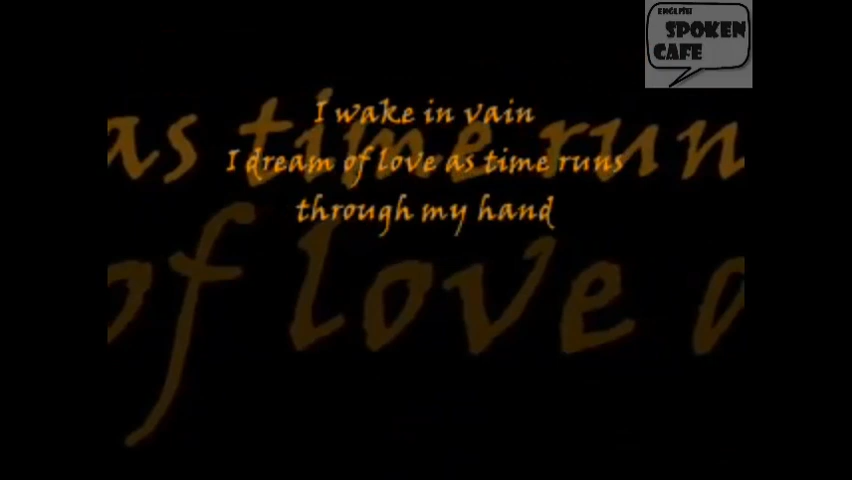 ENGLISH
SPOKEN
CAFE
I wake in vain
I dream of love as time runs
through my hand
as time run
of love a